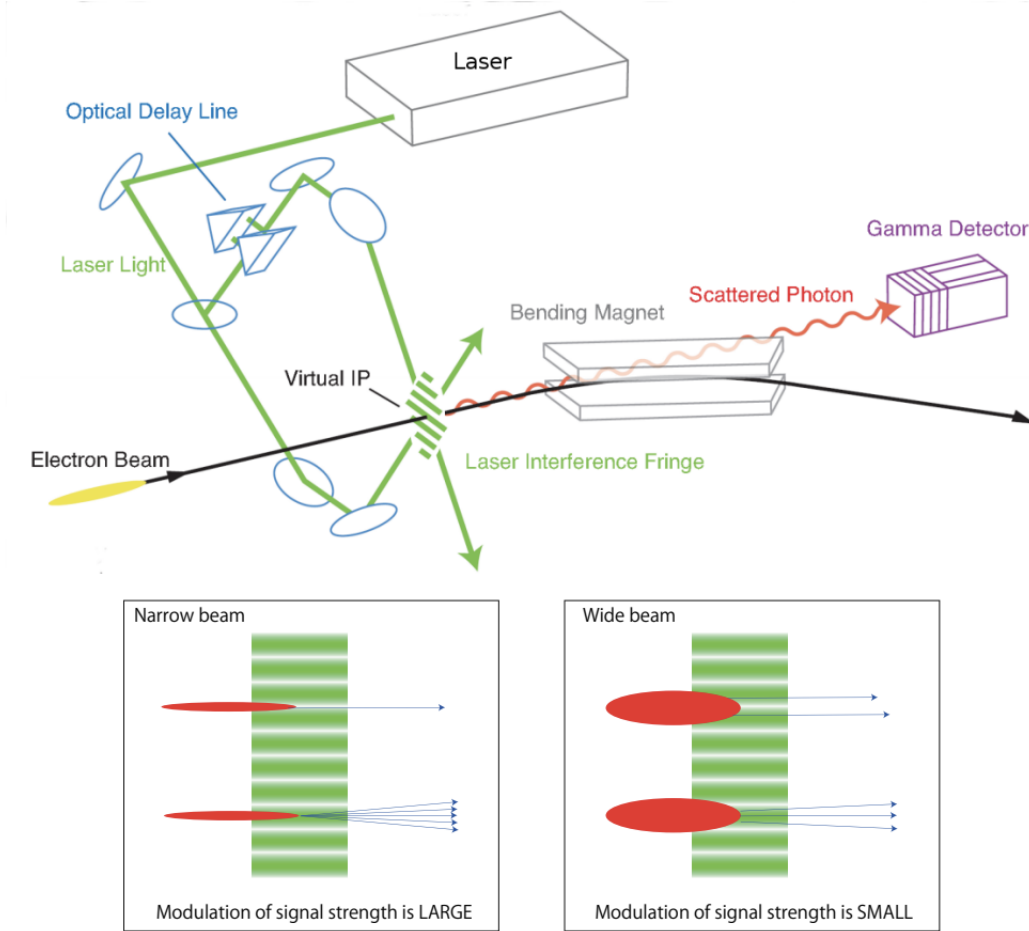 Laser
Optical Delay Line
Gamma Detector
Laser Light
Scattered Photon
Bending Magnet
Virtual IP
Electron Beam
Laser Interference Fringe
Narrow beam
Modulation of signal strength is LARGE
Wide beam
Modulation of signal strength is SMALL